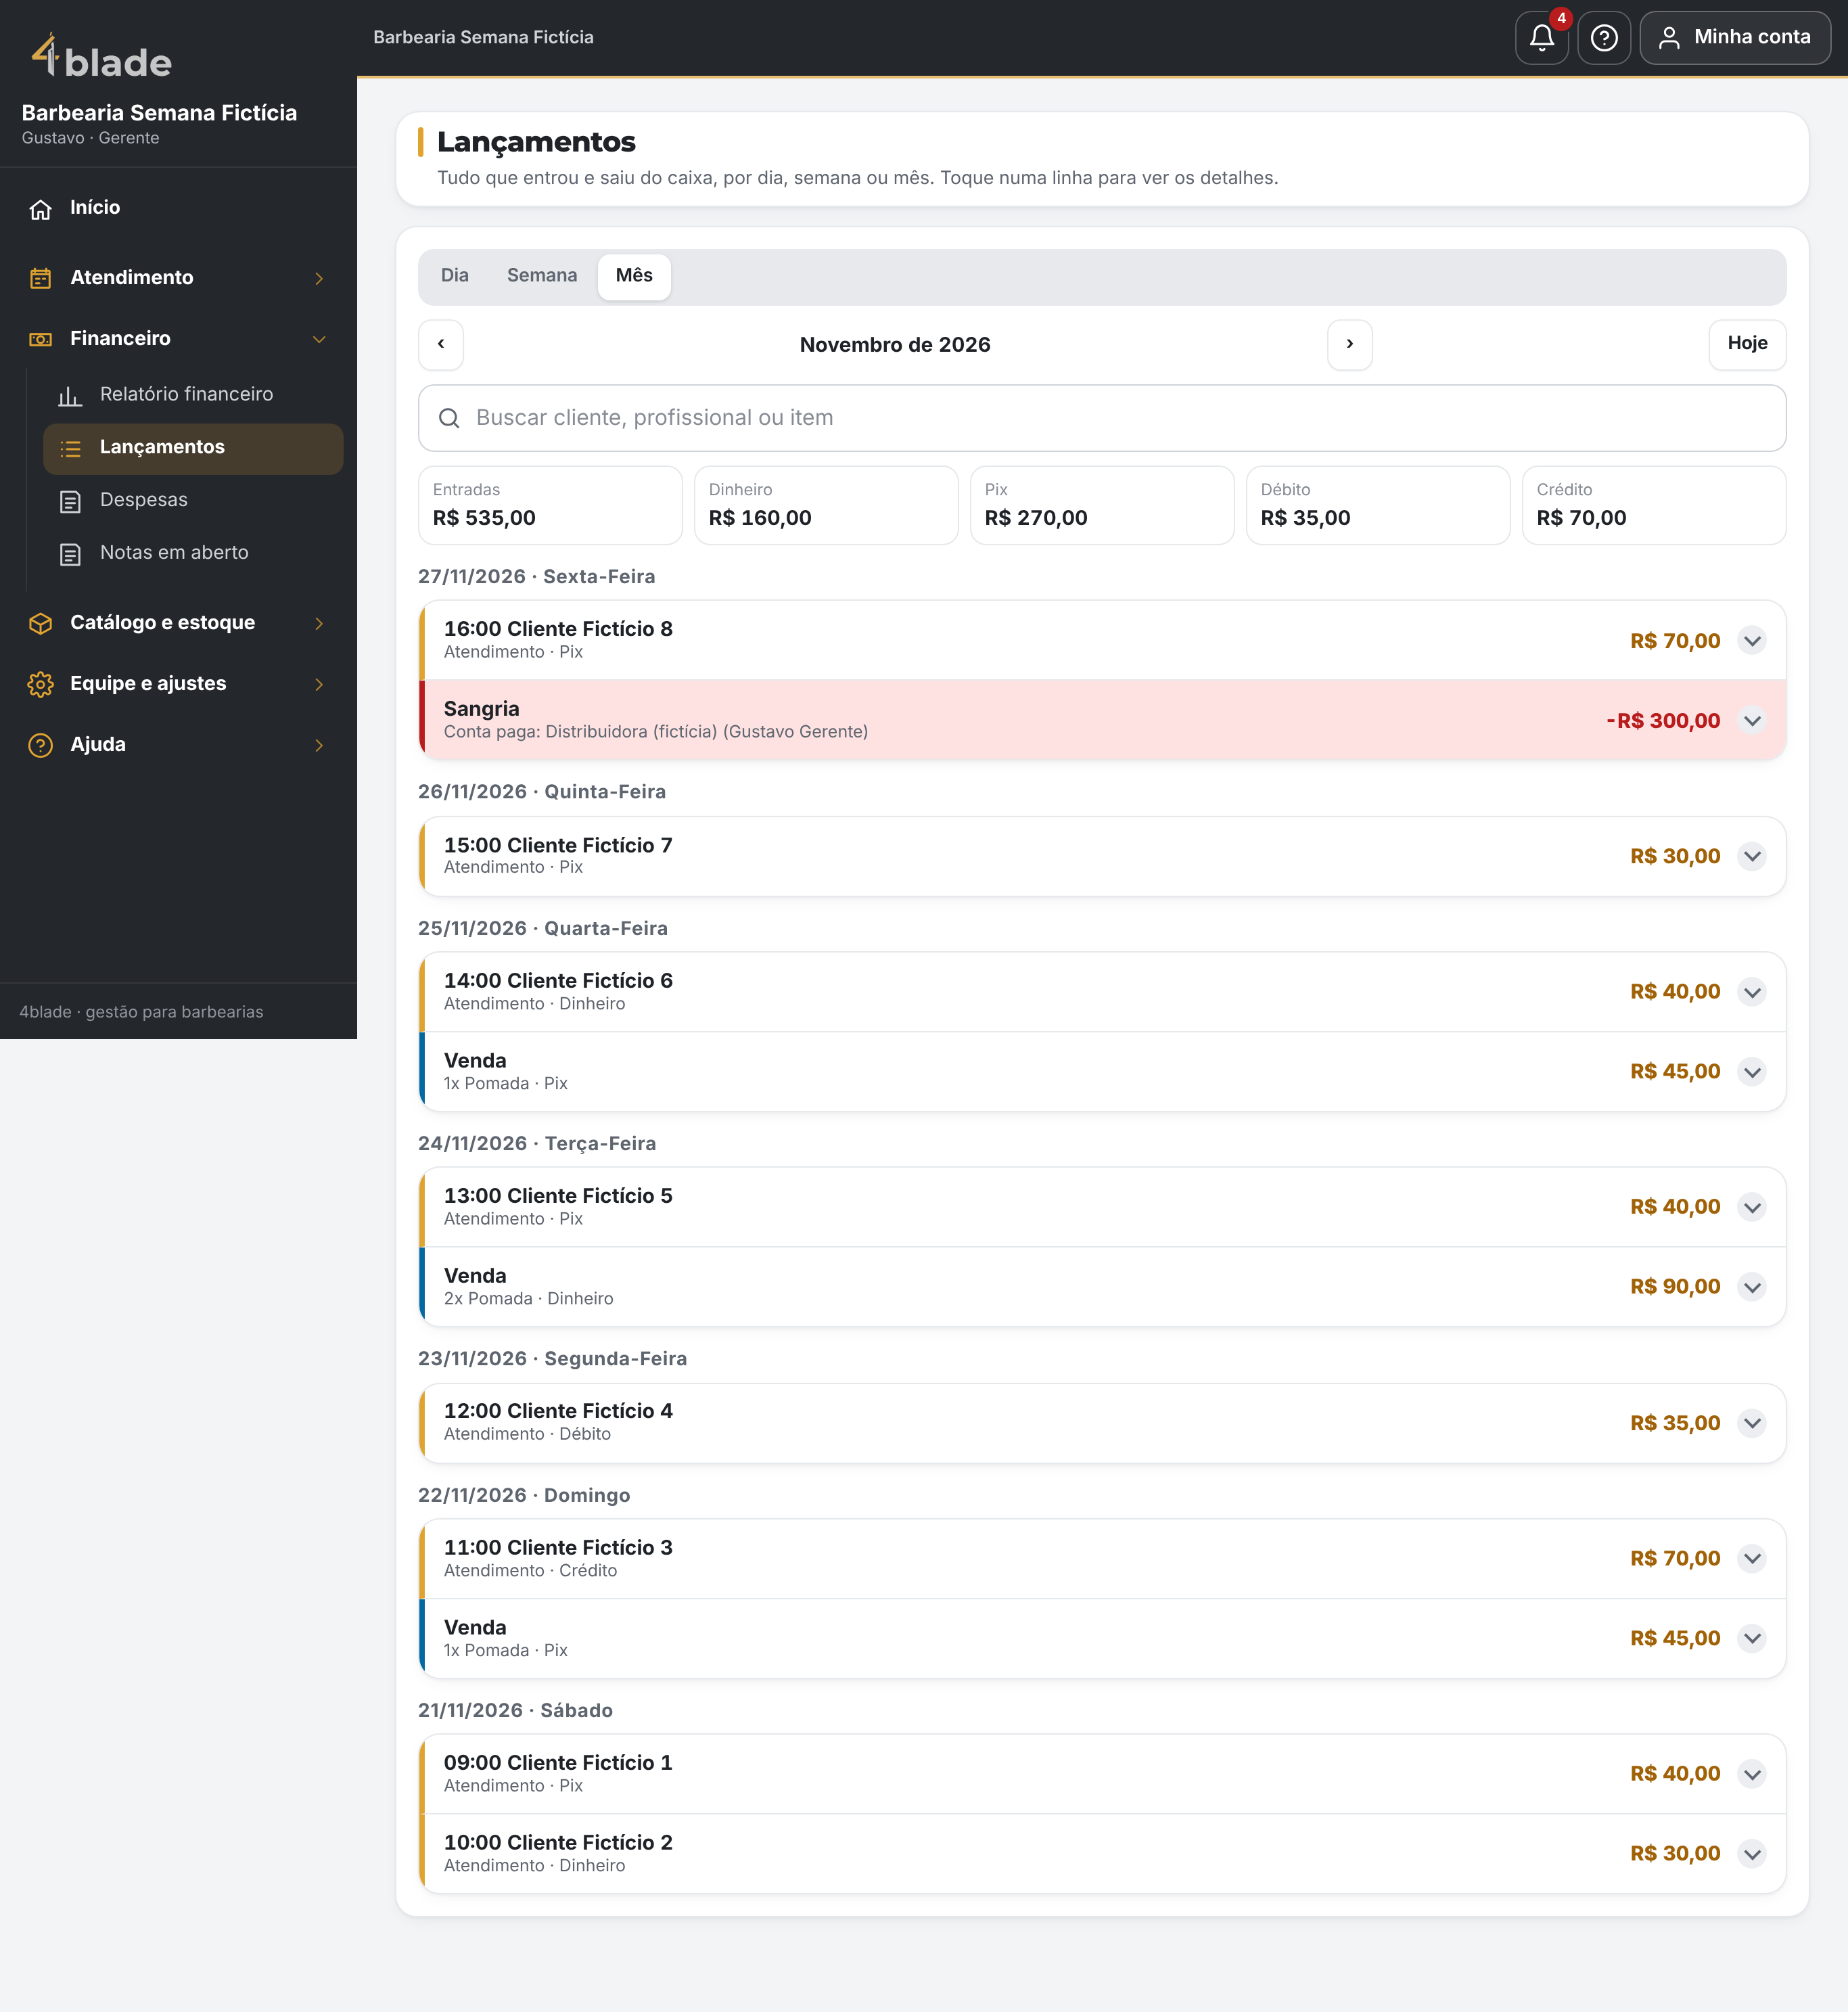 4blade
Barbearia Semana Fictícia
Gustavo · Gerente
Início
Atendimento
Financeiro
Relatório financeiro
Lançamentos
Despesas
Notas em aberto
Catálogo e estoque
Equipe e ajustes
Ajuda
4blade · gestão para barbearias
Barbearia Semana Fictícia
4
Minha conta
Lançamentos
Tudo que entrou e saiu do caixa, por dia, semana ou mês. Toque numa linha para ver os detalhes.
Dia Semana Mês
‹ Novembro de 2026 › Hoje
Buscar cliente, profissional ou item
Entradas
R$ 535,00
Dinheiro
R$ 160,00
Pix
R$ 270,00
Débito
R$ 35,00
Crédito
R$ 70,00
27/11/2026 · Sexta-Feira
16:00 Cliente Fictício 8
Atendimento · Pix
R$ 70,00
Sangria
Conta paga: Distribuidora (fictícia) (Gustavo Gerente)
-R$ 300,00
26/11/2026 · Quinta-Feira
15:00 Cliente Fictício 7
Atendimento · Pix
R$ 30,00
25/11/2026 · Quarta-Feira
14:00 Cliente Fictício 6
Atendimento · Dinheiro
R$ 40,00
Venda
1x Pomada · Pix
R$ 45,00
24/11/2026 · Terça-Feira
13:00 Cliente Fictício 5
Atendimento · Pix
R$ 40,00
Venda
2x Pomada · Dinheiro
R$ 90,00
23/11/2026 · Segunda-Feira
12:00 Cliente Fictício 4
Atendimento · Débito
R$ 35,00
22/11/2026 · Domingo
11:00 Cliente Fictício 3
Atendimento · Crédito
R$ 70,00
Venda
1x Pomada · Pix
R$ 45,00
21/11/2026 · Sábado
09:00 Cliente Fictício 1
Atendimento · Pix
R$ 40,00
10:00 Cliente Fictício 2
Atendimento · Dinheiro
R$ 30,00